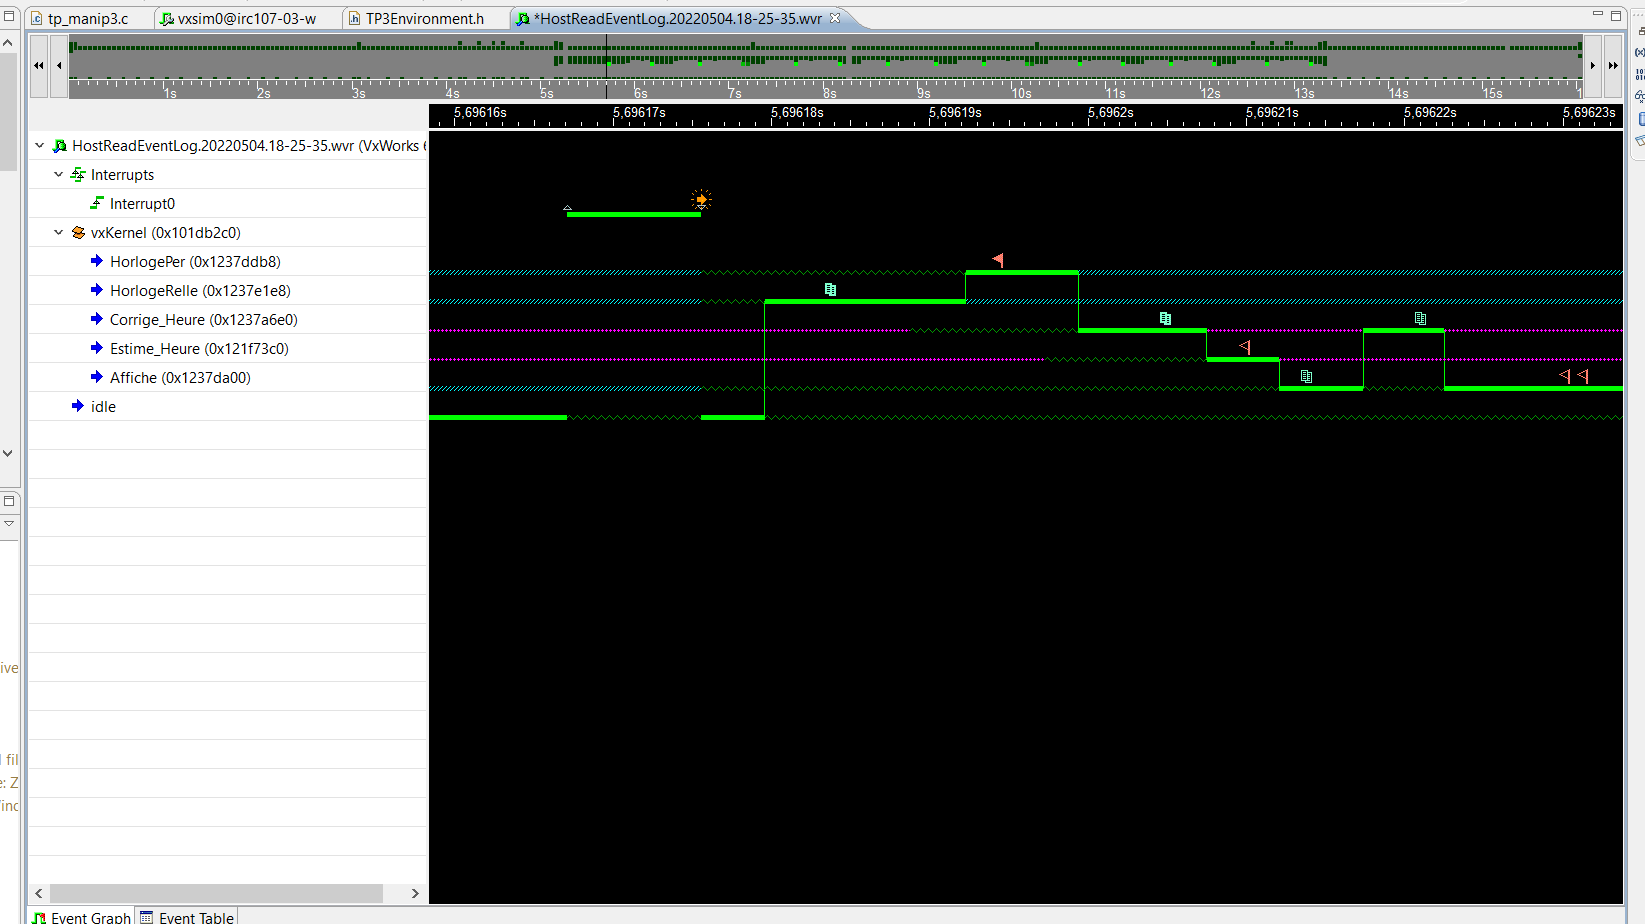 tp_manip3.c vxsim0@irc107-03-w TP3Environment.h *HostReadEventLog.20220504.18-25-35.wvr
1s 2s 3s 4s 5s 6s 7s 8s 9s 10s 11s 12s 13s 14s 15s 1
5,69616s 5,69617s 5,69618s 5,69619s 5,6962s 5,69621s 5,69622s 5,69623s
HostReadEventLog.20220504.18-25-35.wvr (VxWorks 6
Interrupts
Interrupt0
vxKernel (0x101db2c0)
HorlogePer (0x1237ddb8)
HorlogeRelle (0x1237e1e8)
Corrige_Heure (0x1237a6e0)
Estime_Heure (0x121f73c0)
Affiche (0x1237da00)
idle
ive
l fil
e: Z
Event Graph Event Table